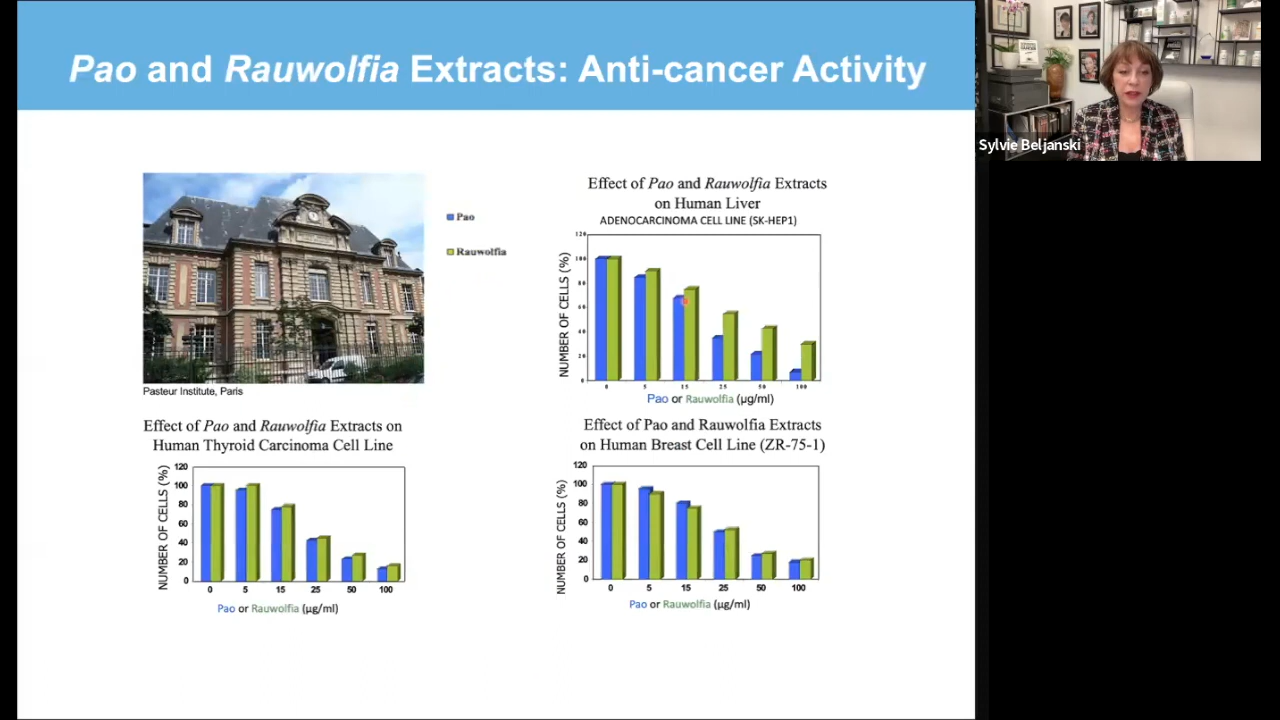 Pao and Rauwolfia Extracts: Anti-cancer Activity
Sylvie Beljanski
Pasteur Institute, Paris
Pao
Rauwolfia
Effect of Pao and Rauwolfia Extracts
on Human Liver
ADENOCARCINOMA CELL LINE (SK-HEP1)
NUMBER OF CELLS (%)
120
100
80
60
40
20
0
0 5 15 25 50 100
Pao or Rauwolfia (µg/ml)
Effect of Pao and Rauwolfia Extracts on
Human Thyroid Carcinoma Cell Line
NUMBER OF CELLS (%)
120
100
80
60
40
20
0
0 5 15 25 50 100
Pao or Rauwolfia (µg/ml)
Effect of Pao and Rauwolfia Extracts
on Human Breast Cell Line (ZR-75-1)
NUMBER OF CELLS (%)
120
100
80
60
40
20
0
0 5 15 25 50 100
Pao or Rauwolfia (µg/ml)